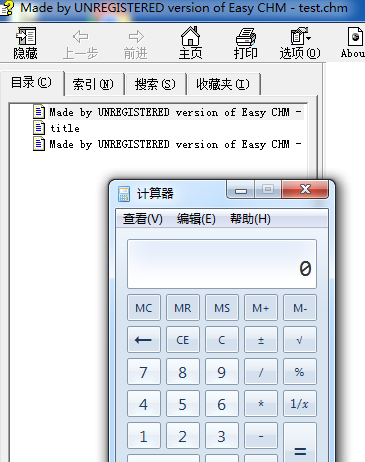 Made by UNREGISTERED version of Easy CHM - test.chm
隐藏 上一步 前进 主页 打印 选项(O) Abou
目录(C) 索引(N) 搜索(S) 收藏夹(I)
Made by UNREGISTERED version of Easy CHM -
title
Made by UNREGISTERED version of Easy CHM -
计算器
查看(V) 编辑(E) 帮助(H)
0
MC MR MS M+ M-
← CE C ± √
7 8 9 / %
4 5 6 * 1/x
1 2 3 - =